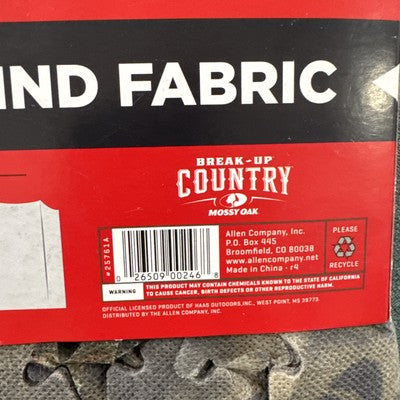 IND FABRIC
BREAK-UP®
COUNTRY
MOSSY OAK®
#25761A
0 26509 00246 8
Allen Company, Inc.
P.O. Box 445
Broomfield, CO 80038
www.allencompany.net
Made in China · r4
PLEASE
RECYCLE
WARNING
THIS PRODUCT MAY CONTAIN CHEMICALS KNOWN TO THE STATE OF CALIFORNIA
TO CAUSE CANCER, BIRTH DEFECTS OR OTHER REPRODUCTIVE HARM.
OFFICIAL LICENSED PRODUCT OF HAAS OUTDOORS,INC., WEST POINT, MS 39773
DISTRIBUTED BY THE ALLEN COMPANY, INC.